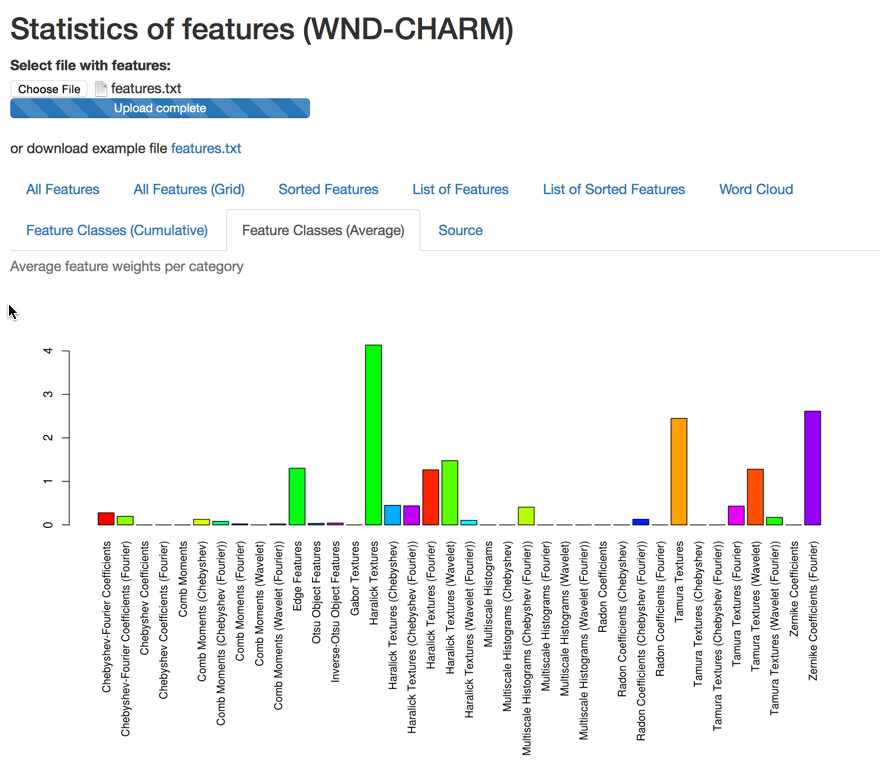 Statistics of features (WND-CHARM)
Select file with features:
Choose File features.txt
Upload complete
or download example file features.txt
All Features All Features (Grid) Sorted Features List of Features List of Sorted Features Word Cloud
Feature Classes (Cumulative) Feature Classes (Average) Source
Average feature weights per category
4
3
2
1
0
Chebyshev-Fourier Coefficients
Chebyshev-Fourier Coefficients (Fourier)
Chebyshev Coefficients
Chebyshev Coefficients (Fourier)
Comb Moments
Comb Moments (Chebyshev)
Comb Moments (Chebyshev (Fourier))
Comb Moments (Fourier)
Comb Moments (Wavelet)
Comb Moments (Wavelet (Fourier))
Edge Features
Otsu Object Features
Inverse-Otsu Object Features
Gabor Textures
Haralick Textures
Haralick Textures (Chebyshev)
Haralick Textures (Chebyshev (Fourier))
Haralick Textures (Fourier)
Haralick Textures (Wavelet)
Haralick Textures (Wavelet (Fourier))
Multiscale Histograms
Multiscale Histograms (Chebyshev)
Multiscale Histograms (Chebyshev (Fourier))
Multiscale Histograms (Fourier)
Multiscale Histograms (Wavelet)
Multiscale Histograms (Wavelet (Fourier))
Radon Coefficients
Radon Coefficients (Chebyshev)
Radon Coefficients (Chebyshev (Fourier))
Radon Coefficients (Fourier)
Tamura Textures
Tamura Textures (Chebyshev)
Tamura Textures (Chebyshev (Fourier))
Tamura Textures (Fourier)
Tamura Textures (Wavelet)
Tamura Textures (Wavelet (Fourier))
Zernike Coefficients
Zernike Coefficients (Fourier)